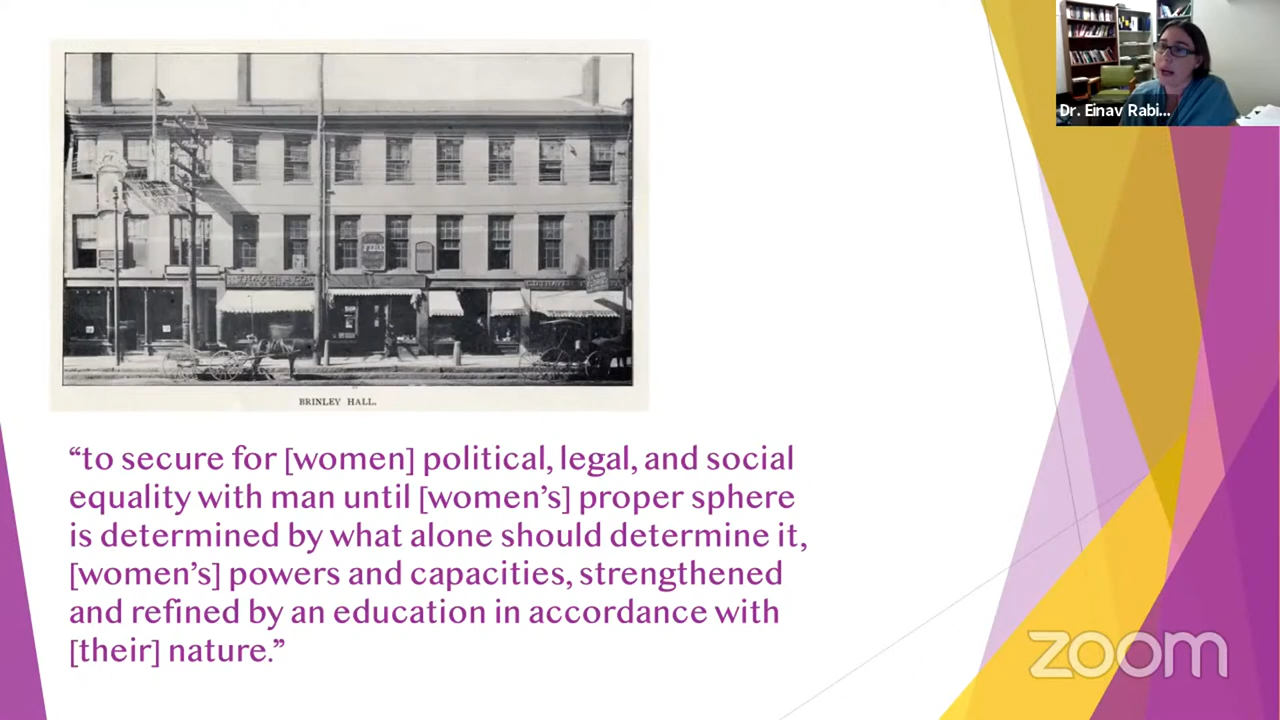 Dr. Einav Rabi...
THAYER & CO.
BRINLEY HALL.
“to secure for [women] political, legal, and social
equality with man until [women’s] proper sphere
is determined by what alone should determine it,
[women’s] powers and capacities, strengthened
and refined by an education in accordance with
[their] nature.”
zoom